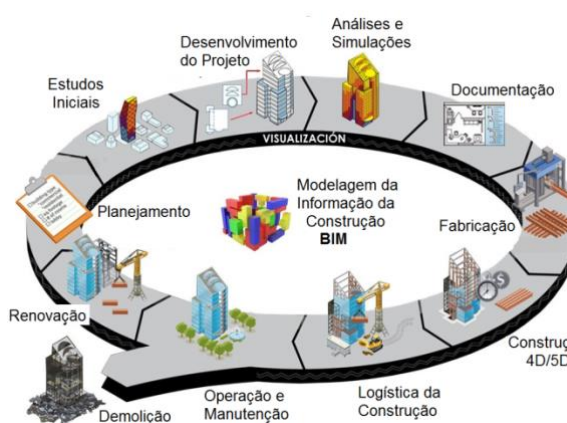 Análises e
Simulações
Desenvolvimento
do Projeto
Estudos
Iniciais
Documentação
VISUALIZACIÓN
Modelagem da
Informação da
Construção
BIM
Planejamento
Fabricação
Renovação
Construç
4D/5D
Logística da
Construção
Operação e
Manutenção
Demolição